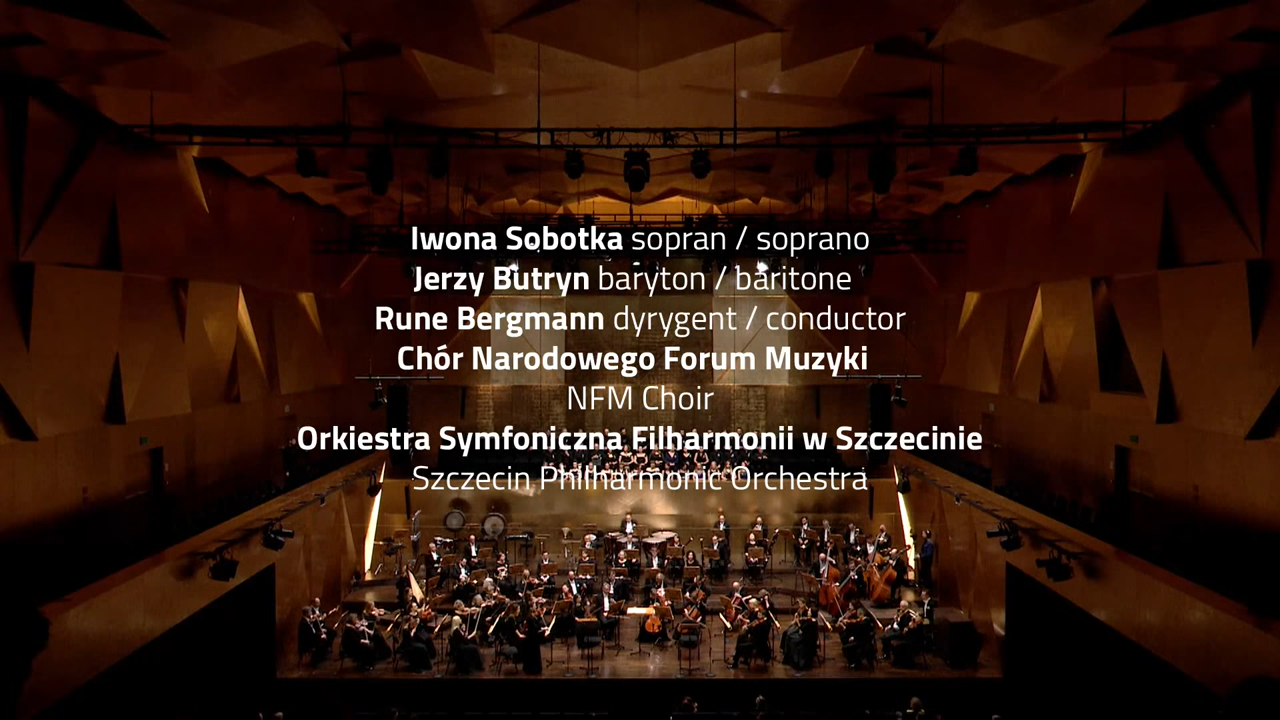 Iwona Sobotka sopran / soprano
Jerzy Butryn baryton / baritone
Rune Bergmann dyrygent / conductor
Chór Narodowego Forum Muzyki
NFM Choir
Orkiestra Symfoniczna Filharmonii w Szczecinie
Szczecin Philharmonic Orchestra